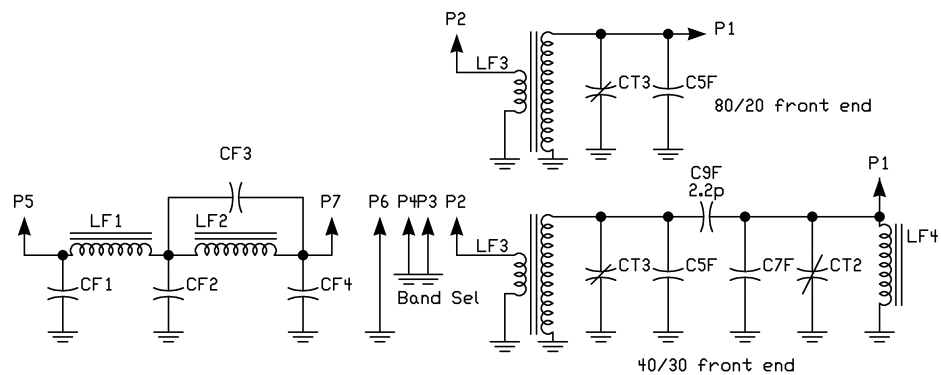 P2
P1
LF3
CT3
C5F
80/20 front end
CF3
C9F
2.2p
P1
P5
LF1
LF2
P7
P6
P4
P3
P2
LF3
LF4
CF1
CF2
CF4
CT3
C5F
C7F
CT2
Band Sel
40/30 front end